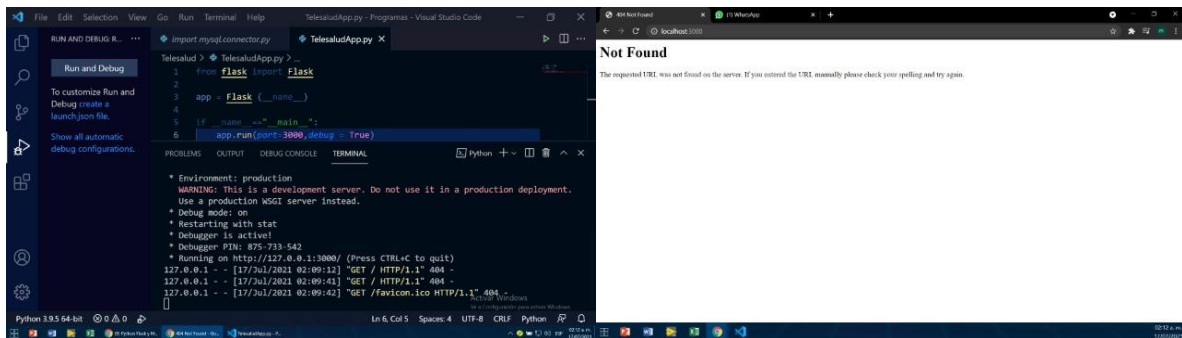 File Edit Selection View Go Run Terminal Help
TelesaludApp.py - Programas - Visual Studio Code
RUN AND DEBUG: R...
import mysql.connector.py
TelesaludApp.py
Run and Debug
To customize Run and
Debug create a
launch.json file.
Show all automatic
debug configurations.
Telesalud > TelesaludApp.py > ...
1 from flask import Flask
2
3 app = Flask (__name__)
4
5 if __name__ =="__main__":
6 app.run(port=3000,debug = True)
PROBLEMS OUTPUT DEBUG CONSOLE TERMINAL
Python
* Environment: production
WARNING: This is a development server. Do not use it in a production deployment.
Use a production WSGI server instead.
* Debug mode: on
* Restarting with stat
* Debugger is active!
* Debugger PIN: 875-733-542
* Running on http://127.0.0.1:3000/ (Press CTRL+C to quit)
127.0.0.1 - - [17/Jul/2021 02:09:12] "GET / HTTP/1.1" 404 -
127.0.0.1 - - [17/Jul/2021 02:09:41] "GET / HTTP/1.1" 404 -
127.0.0.1 - - [17/Jul/2021 02:09:42] "GET /favicon.ico HTTP/1.1" 404 -
Activar Windows
Python 3.9.5 64-bit 0 0
Ln 6, Col 5 Spaces: 4 UTF-8 CRLF Python
404 Not Found
(1) WhatsApp
localhost:3000
Not Found
The requested URL was not found on the server. If you entered the URL manually please check your spelling and try again.
02:12 a. m.